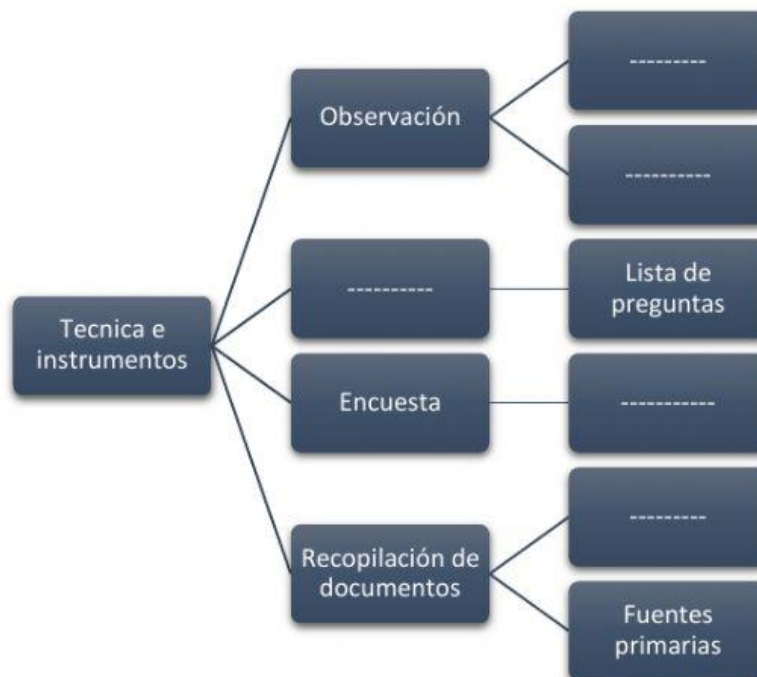 ---------
Observación
----------
----------
Lista de
preguntas
Tecnica e
instrumentos
Encuesta
-----------
---------
Recopilación de
documentos
Fuentes
primarias